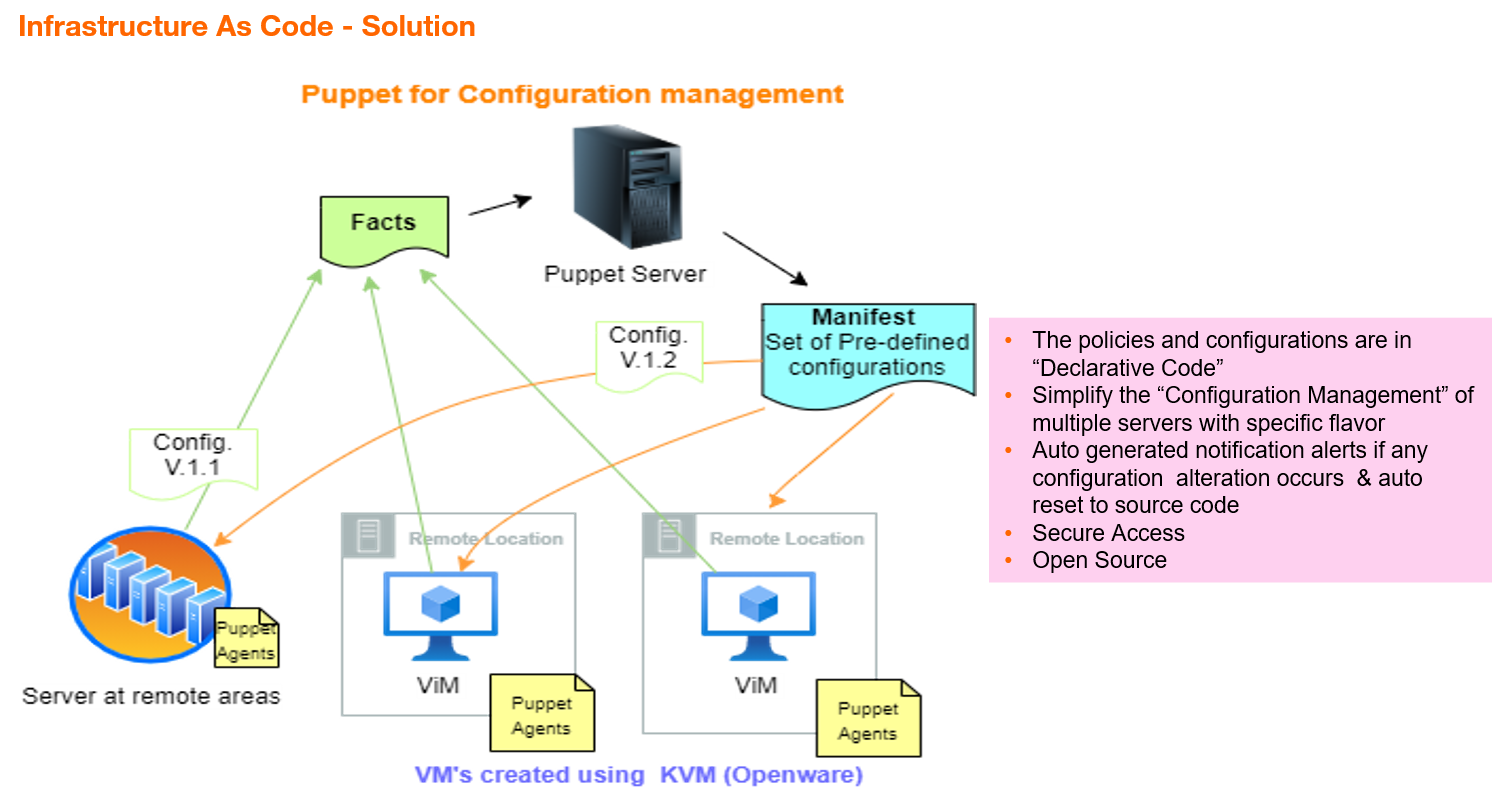 Infrastructure As Code - Solution
Puppet for Configuration management
Facts
Puppet Server
Manifest
Set of Pre-defined
configurations
Config.
V.1.2
Config.
V.1.1
• The policies and configurations are in
“Declarative Code”
• Simplify the “Configuration Management” of
multiple servers with specific flavor
• Auto generated notification alerts if any
configuration alteration occurs & auto
reset to source code
• Secure Access
• Open Source
Remote Location
Remote Location
Puppet
Agents
Server at remote areas
ViM
Puppet
Agents
ViM
Puppet
Agents
VM's created using KVM (Openware)